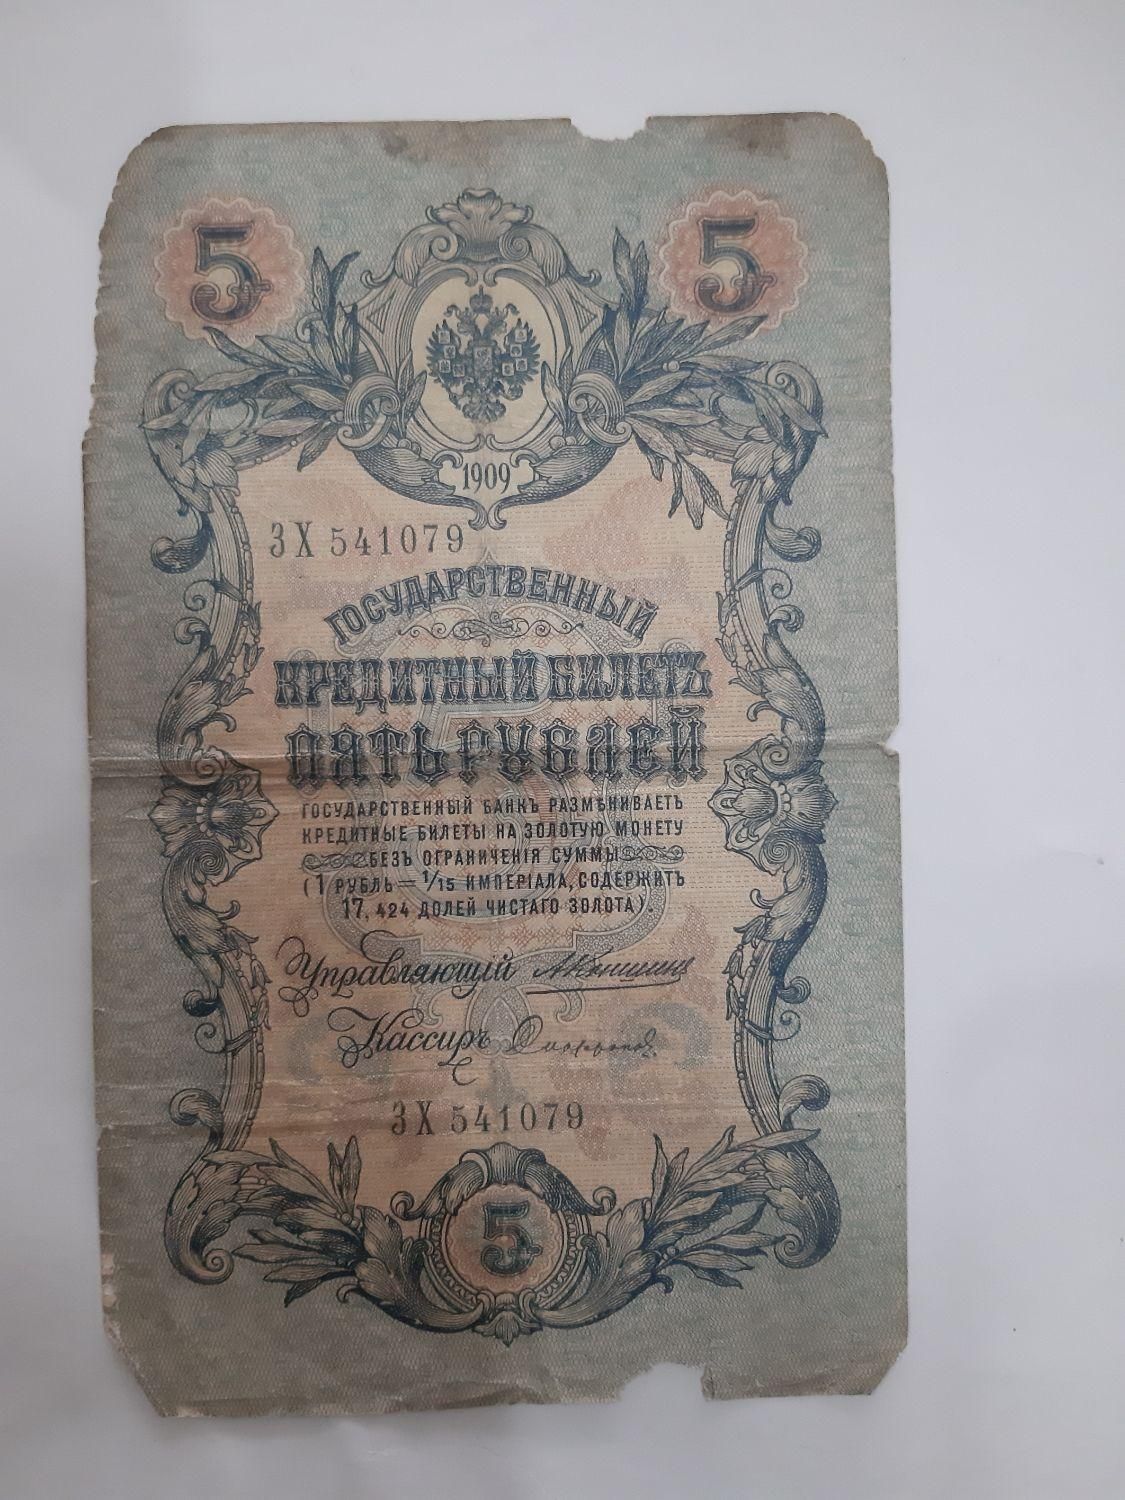 5 5
1909
ЗХ 541079
ГОСУДАРСТВЕННЫЙ
КРЕДИТНЫЙ БИЛЕТЪ
ПЯТЬ РУБЛЕЙ
ГОСУДАРСТВЕННЫЙ БАНКЪ РАЗМѢНИВАЕТЪ
КРЕДИТНЫЕ БИЛЕТЫ НА ЗОЛОТУЮ МОНЕТУ
БЕЗЪ ОГРАНИЧЕНІЯ СУММЫ
(1 РУБЛЬ = 1/15 ИМПЕРІАЛА, СОДЕРЖИТЪ
17,424 ДОЛЕЙ ЧИСТАГО ЗОЛОТА).
Управляющій АКоншинъ
Кассиръ
ЗХ 541079
5